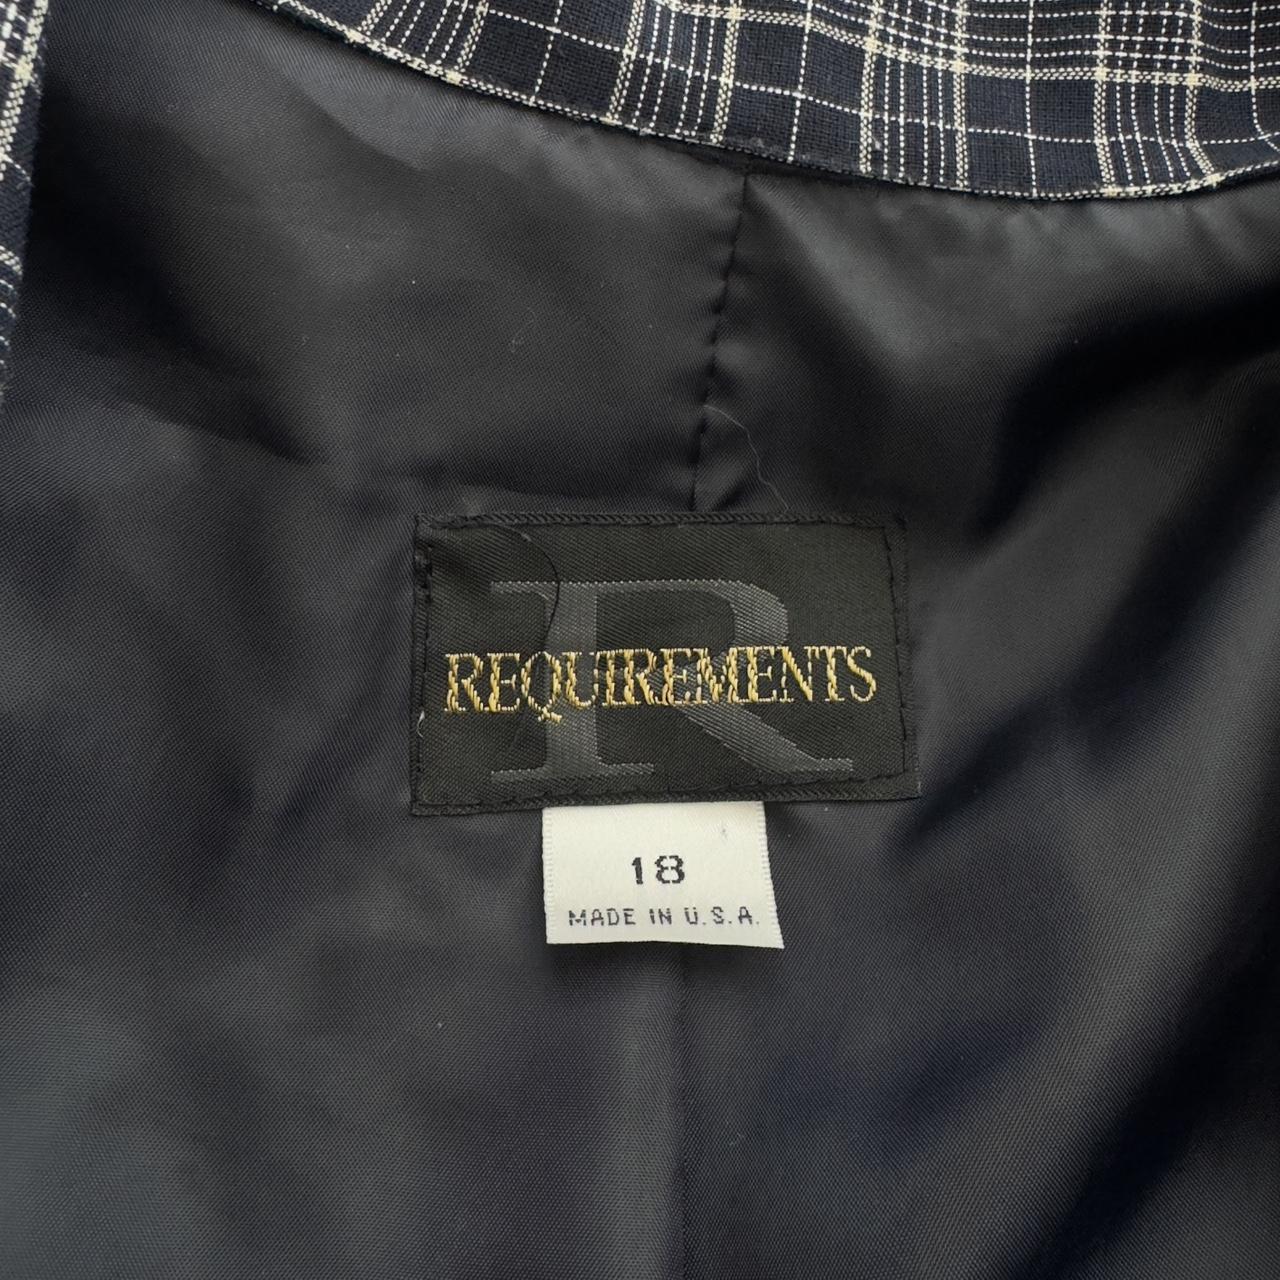 R
REQUIREMENTS
18
MADE IN U.S.A.